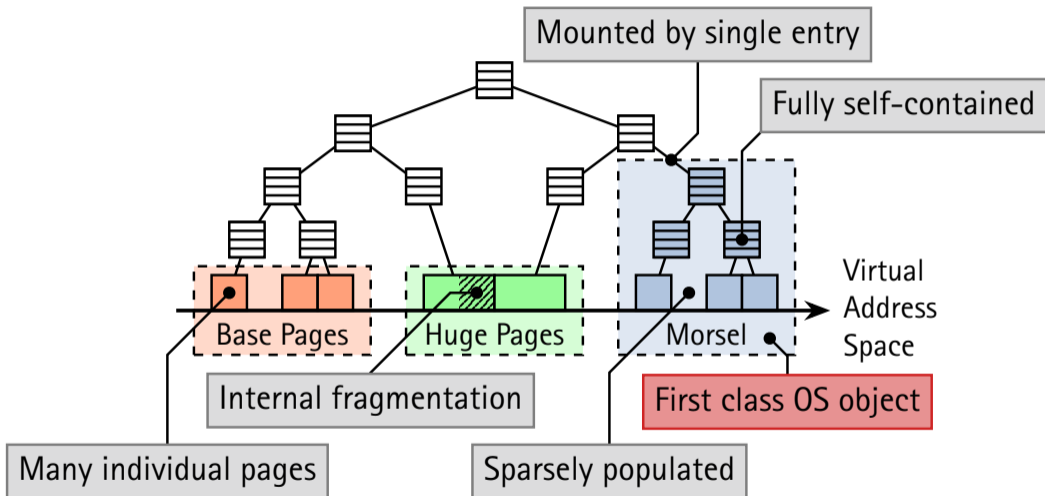 Mounted by single entry
Fully self-contained
Virtual
Address
Space
Base Pages
Huge Pages
Morsel
Internal fragmentation
First class OS object
Many individual pages
Sparsely populated